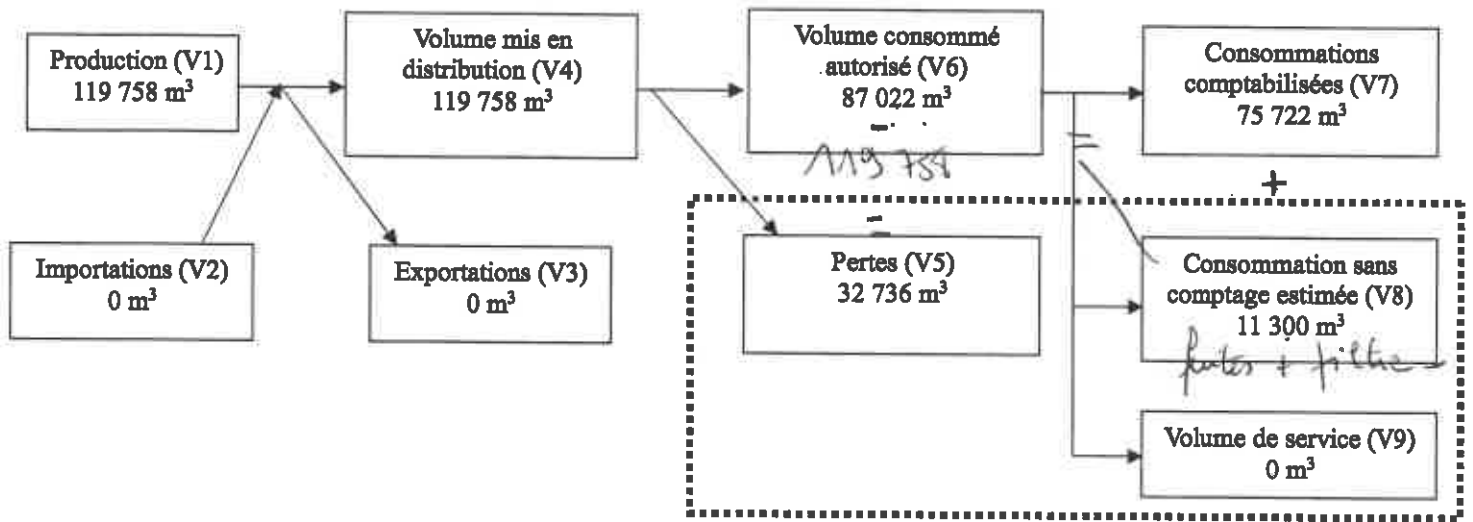 Production (V1)
119 758 m³
Volume mis en
distribution (V4)
119 758 m³
Volume consommé
autorisé (V6)
87 022 m³
-
119 758
=
Consommations
comptabilisées (V7)
75 722 m³
+
=
Importations (V2)
0 m³
Exportations (V3)
0 m³
Pertes (V5)
32 736 m³
Consommation sans
comptage estimée (V8)
11 300 m³
fuites +
Volume de service (V9)
0 m³